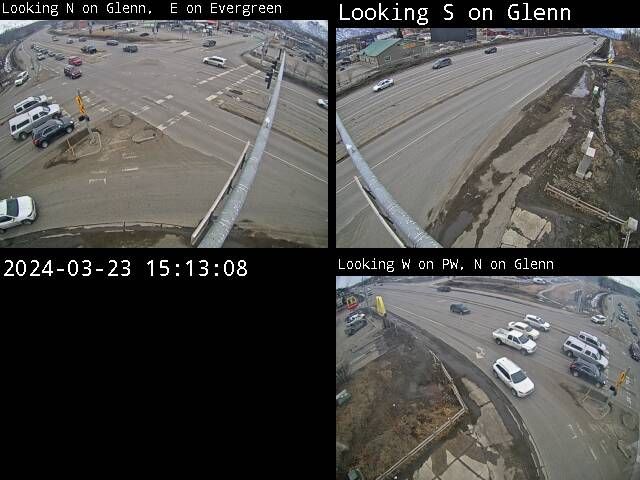 Looking N on Glenn, E on Evergreen
Looking S on Glenn
2024-03-23 15:13:08
Looking W on PW, N on Glenn